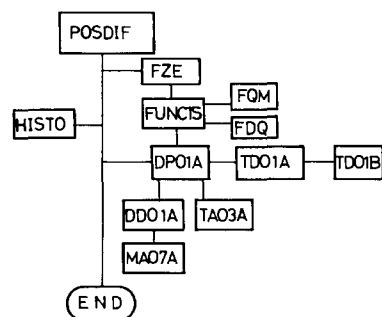 POSDIF
FZE
FQM
FUNC1S
HISTO
FDQ
DP01A
TD01A
TD01B
DD01A
TA03A
MA07A
END